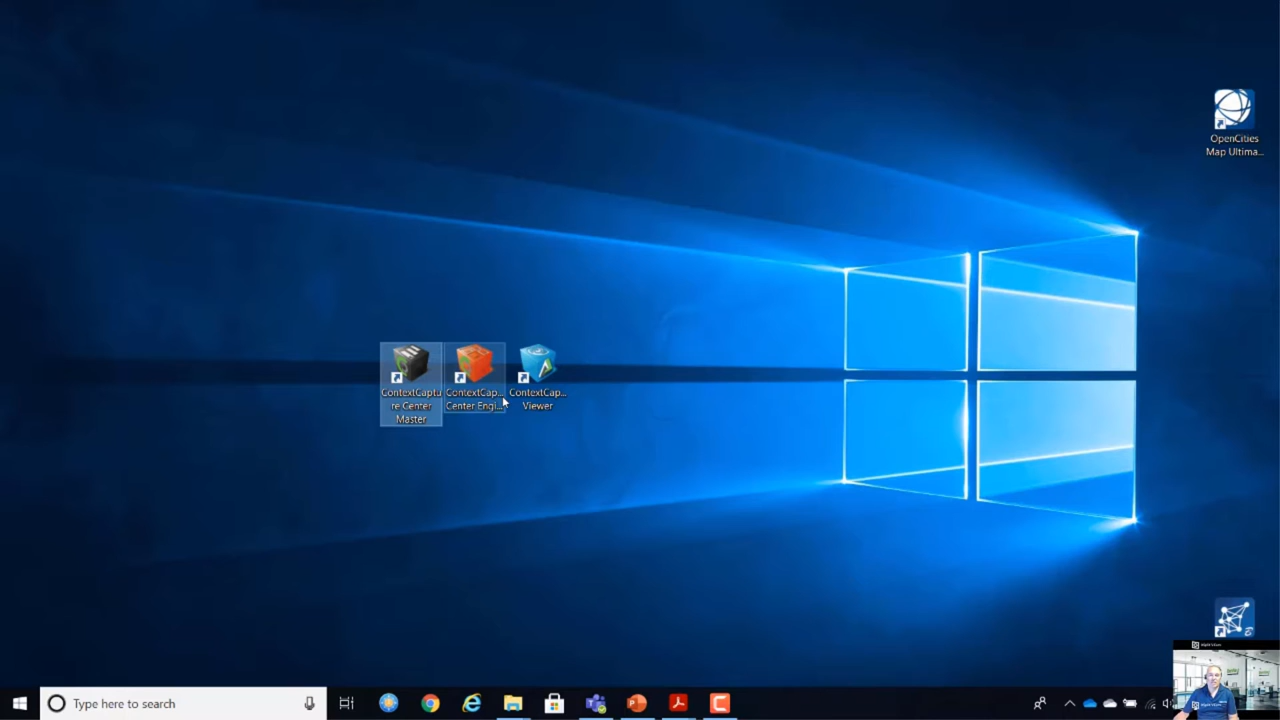 OpenCities
Map Ultima...
ContextCaptu
re Center
Master
ContextCap...
Center Engi...
ContextCap...
Viewer
Type here to search